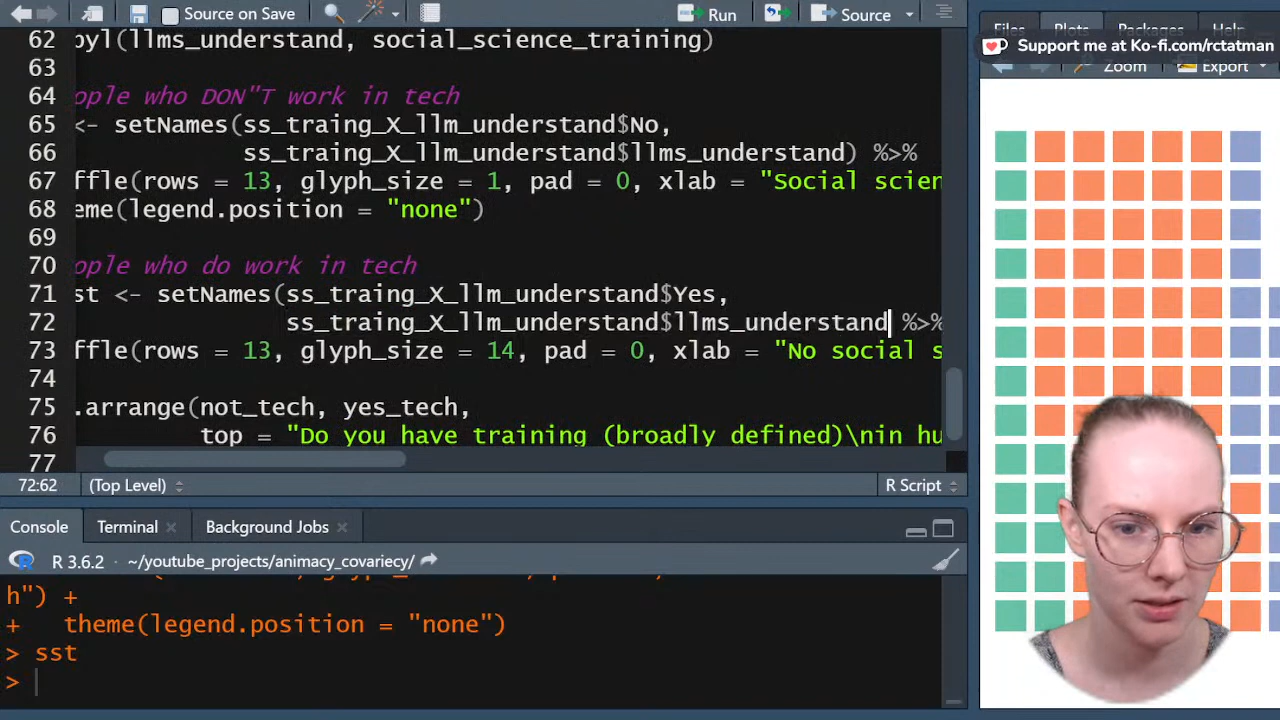 Source on Save
Run
Source
Files
Plots
Packages
Help
Support me at Ko-fi.com/rctatman
Zoom
Export
62 byl(llms_understand, social_science_training)
63
64 ople who DON"T work in tech
65 <- setNames(ss_traing_X_llm_understand$No,
66 ss_traing_X_llm_understand$llms_understand) %>%
67 ffle(rows = 13, glyph_size = 1, pad = 0, xlab = "Social scien
68 eme(legend.position = "none")
69
70 ople who do work in tech
71 st <- setNames(ss_traing_X_llm_understand$Yes,
72 ss_traing_X_llm_understand$llms_understand %>%
73 ffle(rows = 13, glyph_size = 14, pad = 0, xlab = "No social s
74
75 .arrange(not_tech, yes_tech,
76 top = "Do you have training (broadly defined)\nin hu
77
72:62 (Top Level) R Script
Console Terminal Background Jobs
R 3.6.2 · ~/youtube_projects/animacy_covariecy/
h") +
+ theme(legend.position = "none")
> sst
>